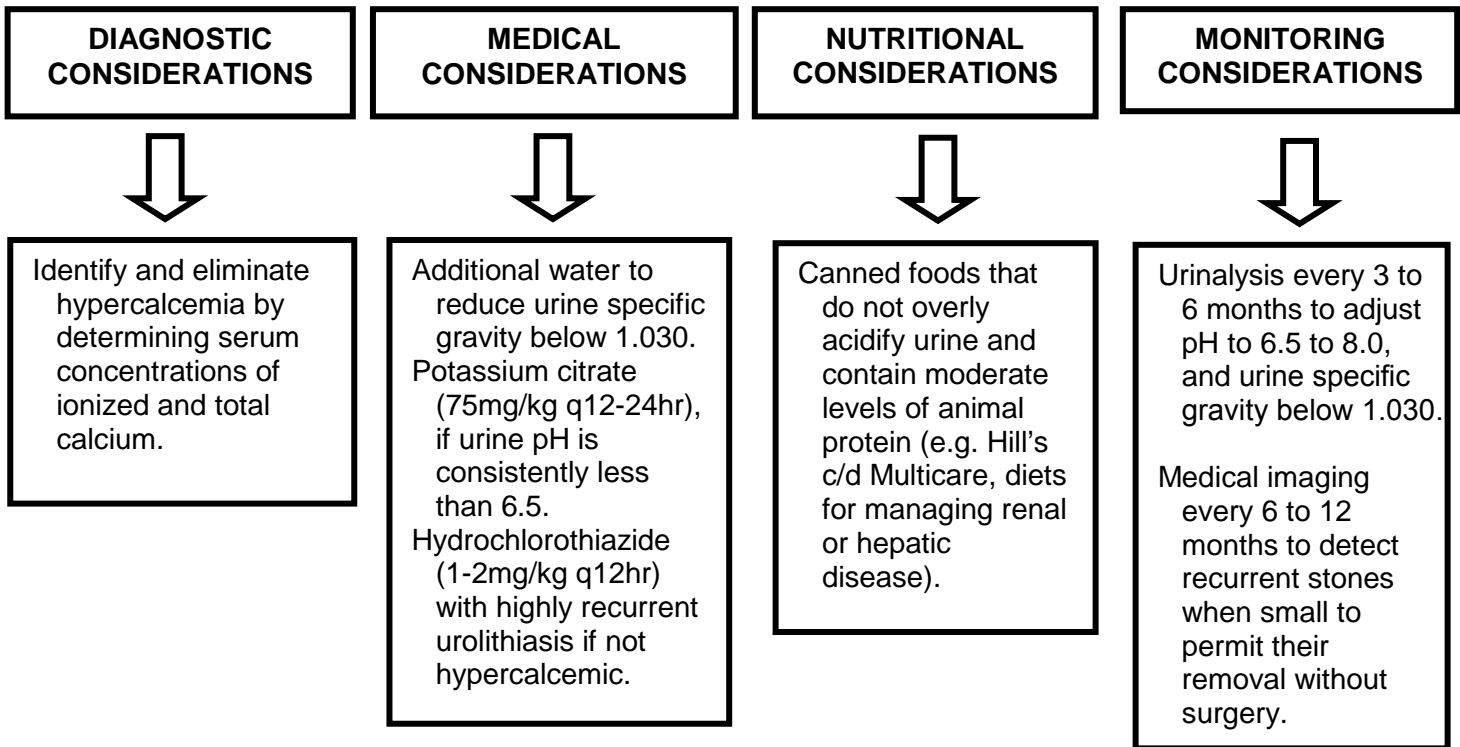 DIAGNOSTIC
CONSIDERATIONS
MEDICAL
CONSIDERATIONS
NUTRITIONAL
CONSIDERATIONS
MONITORING
CONSIDERATIONS
Identify and eliminate
hypercalcemia by
determining serum
concentrations of
ionized and total
calcium.
Additional water to
reduce urine specific
gravity below 1.030.
Potassium citrate
(75mg/kg q12-24hr),
if urine pH is
consistently less
than 6.5.
Hydrochlorothiazide
(1-2mg/kg q12hr)
with highly recurrent
urolithiasis if not
hypercalcemic.
Canned foods that
do not overly
acidify urine and
contain moderate
levels of animal
protein (e.g. Hill's
c/d Multicare, diets
for managing renal
or hepatic
disease).
Urinalysis every 3 to
6 months to adjust
pH to 6.5 to 8.0,
and urine specific
gravity below 1.030.
Medical imaging
every 6 to 12
months to detect
recurrent stones
when small to
permit their
removal without
surgery.